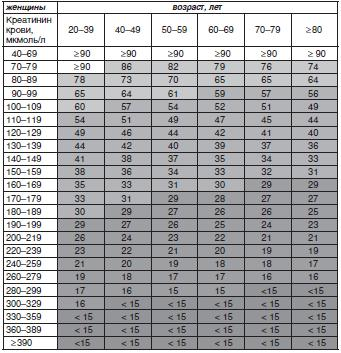 женщины возраст, лет
Креатинин крови, мкмоль/л 20–39 40–49 50–59 60–69 70–79 ≥80
40–69 ≥90 ≥90 ≥90 ≥90 ≥90 ≥ 90
70–79 ≥90 86 82 79 76 74
80–89 78 73 70 65 65 64
90–99 65 64 61 59 57 56
100–109 60 57 54 52 51 49
110–119 54 51 49 47 45 44
120–129 49 46 44 42 41 40
130–139 44 42 40 39 37 36
140–149 41 38 37 35 34 33
150–159 38 36 34 33 32 31
160–169 35 33 31 30 29 29
170–179 33 31 29 28 27 27
180–189 30 29 27 26 26 25
190–199 29 27 26 25 24 23
200–219 26 24 23 22 21 21
220–239 23 22 21 20 19 19
240–259 21 20 19 18 18 17
260–279 19 18 17 17 16 16
280–299 17 16 15 15 <15 <15
300–329 16 < 15 < 15 < 15 < 15 < 15
330–359 < 15 < 15 < 15 < 15 < 15 < 15
360–389 < 15 < 15 < 15 < 15 < 15 < 15
≥390 <15 <15 <15 <15 <15 <15